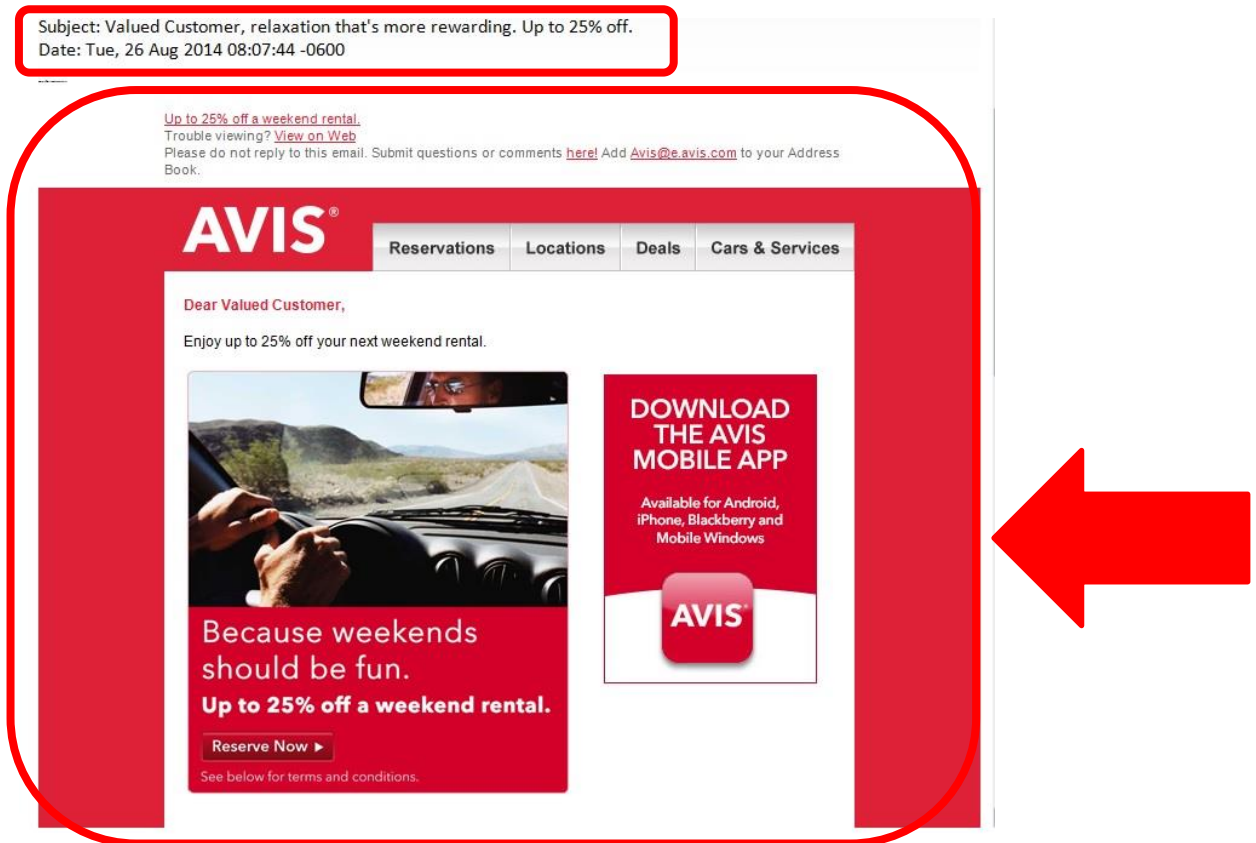 Subject: Valued Customer, relaxation that's more rewarding. Up to 25% off.
Date: Tue, 26 Aug 2014 08:07:44 -0600
Up to 25% off a weekend rental.
Trouble viewing? View on Web
Please do not reply to this email. Submit questions or comments here! Add Avis@e.avis.com to your Address
Book.
AVIS®
Reservations Locations Deals Cars & Services
Dear Valued Customer,
Enjoy up to 25% off your next weekend rental.
Because weekends
should be fun.
Up to 25% off a weekend rental.
Reserve Now ▶
See below for terms and conditions.
DOWNLOAD
THE AVIS
MOBILE APP
Available for Android,
iPhone, Blackberry and
Mobile Windows
AVIS®